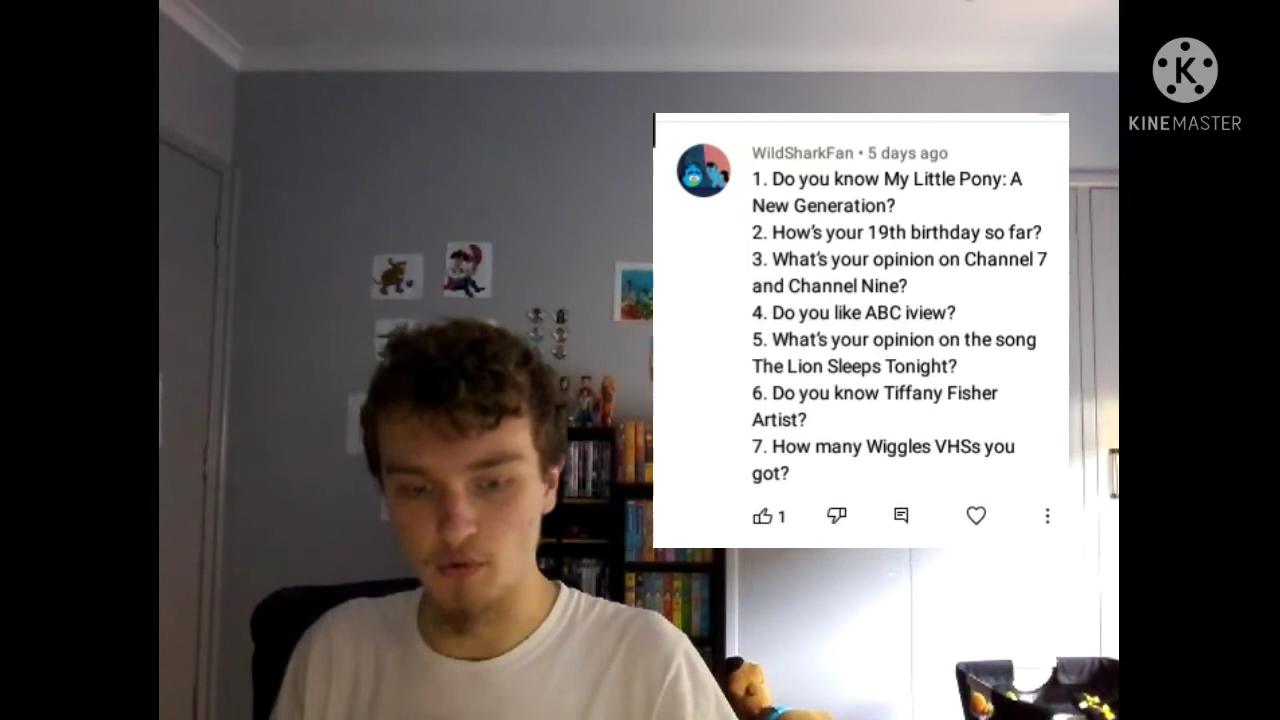 K
KINEMASTER
WildSharkFan • 5 days ago
1. Do you know My Little Pony: A
New Generation?
2. How's your 19th birthday so far?
3. What's your opinion on Channel 7
and Channel Nine?
4. Do you like ABC iview?
5. What's your opinion on the song
The Lion Sleeps Tonight?
6. Do you know Tiffany Fisher
Artist?
7. How many Wiggles VHSs you
got?
1